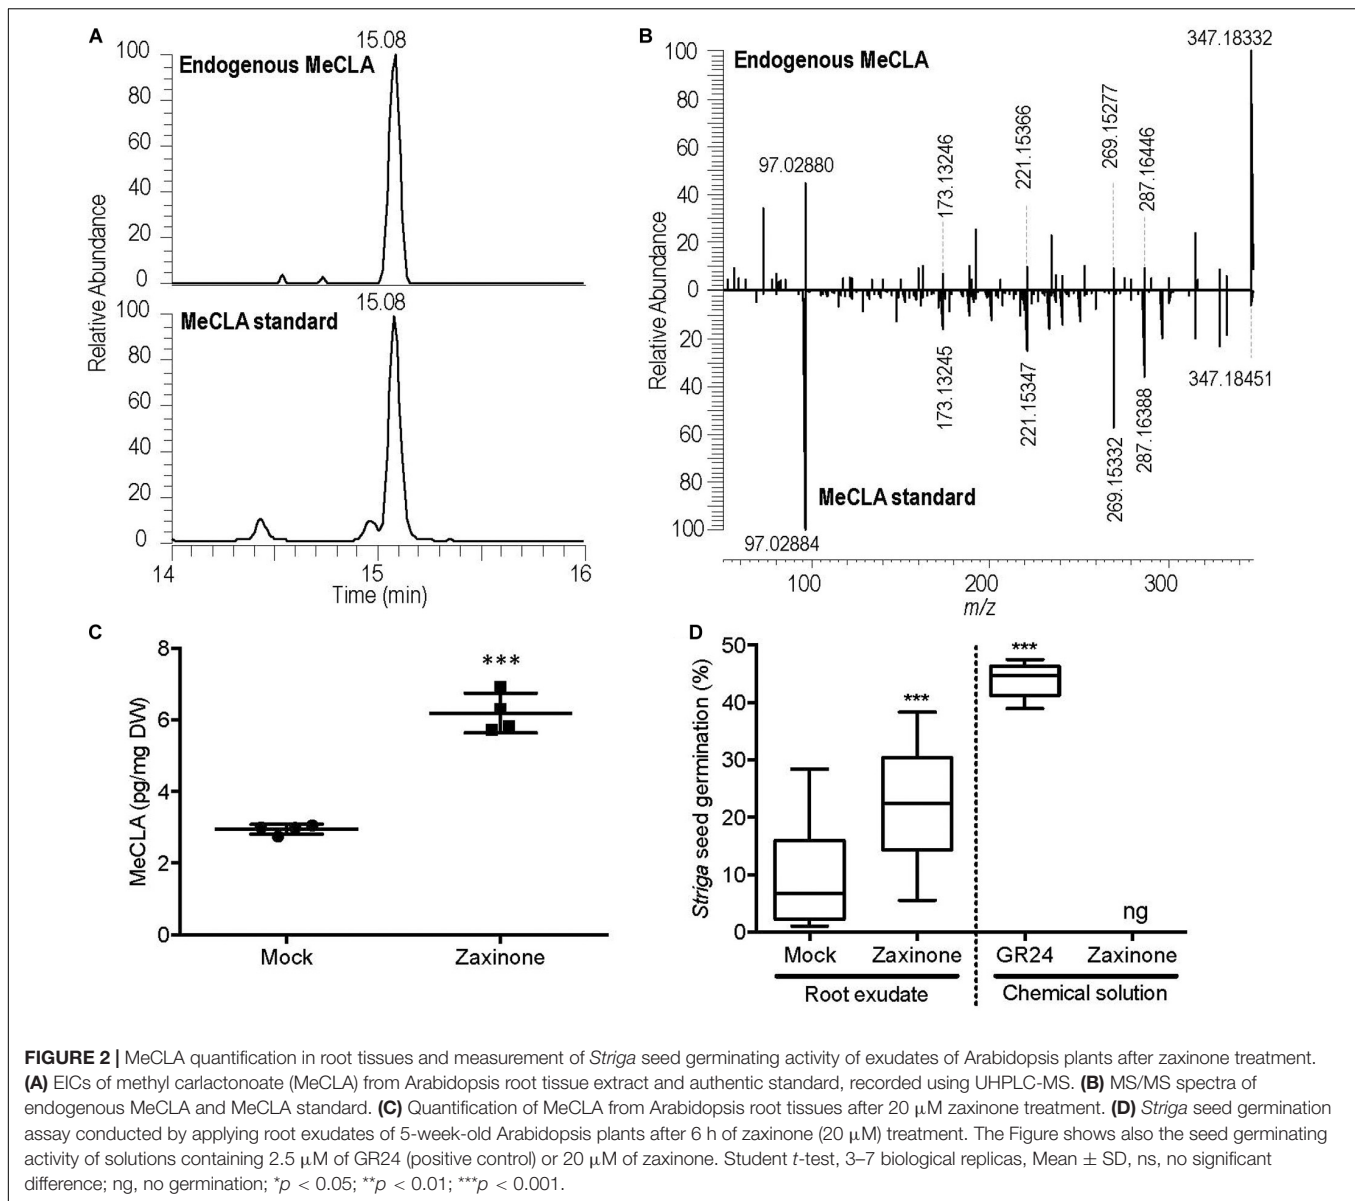 A
15.08
Endogenous MeCLA
100
80
60
40
20
0
Relative Abundance
15.08
MeCLA standard
100
80
60
40
20
0
14
15
16
Time (min)
B
347.18332
Endogenous MeCLA
100
80
60
40
20
0
20
40
60
80
100
Relative Abundance
97.02880
173.13246
221.15366
269.15277
287.16446
173.13245
221.15347
269.15332
287.16388
347.18451
MeCLA standard
97.02884
100
200
300
m/z
C
8
6
4
2
0
MeCLA (pg/mg DW)
***
Mock
Zaxinone
D
50
40
30
20
10
0
Striga seed germination (%)
***
***
ng
Mock
Zaxinone
GR24
Zaxinone
Root exudate
Chemical solution
FIGURE 2 | MeCLA quantification in root tissues and measurement of Striga seed germinating activity of exudates of Arabidopsis plants after zaxinone treatment.
(A) EICs of methyl carlactonoate (MeCLA) from Arabidopsis root tissue extract and authentic standard, recorded using UHPLC-MS. (B) MS/MS spectra of
endogenous MeCLA and MeCLA standard. (C) Quantification of MeCLA from Arabidopsis root tissues after 20 μM zaxinone treatment. (D) Striga seed germination
assay conducted by applying root exudates of 5-week-old Arabidopsis plants after 6 h of zaxinone (20 μM) treatment. The Figure shows also the seed germinating
activity of solutions containing 2.5 μM of GR24 (positive control) or 20 μM of zaxinone. Student t-test, 3–7 biological replicas, Mean ± SD, ns, no significant
difference; ng, no germination; *p < 0.05; **p < 0.01; ***p < 0.001.